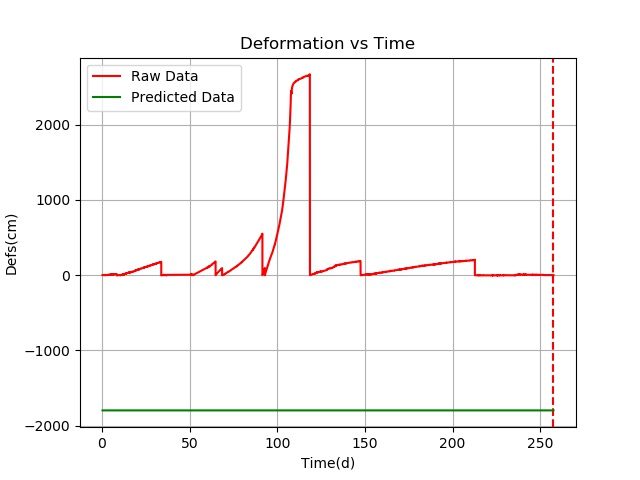 Deformation vs Time
Raw Data
Predicted Data
2000
1000
0
−1000
−2000
Defs(cm)
0 50 100 150 200 250
Time(d)